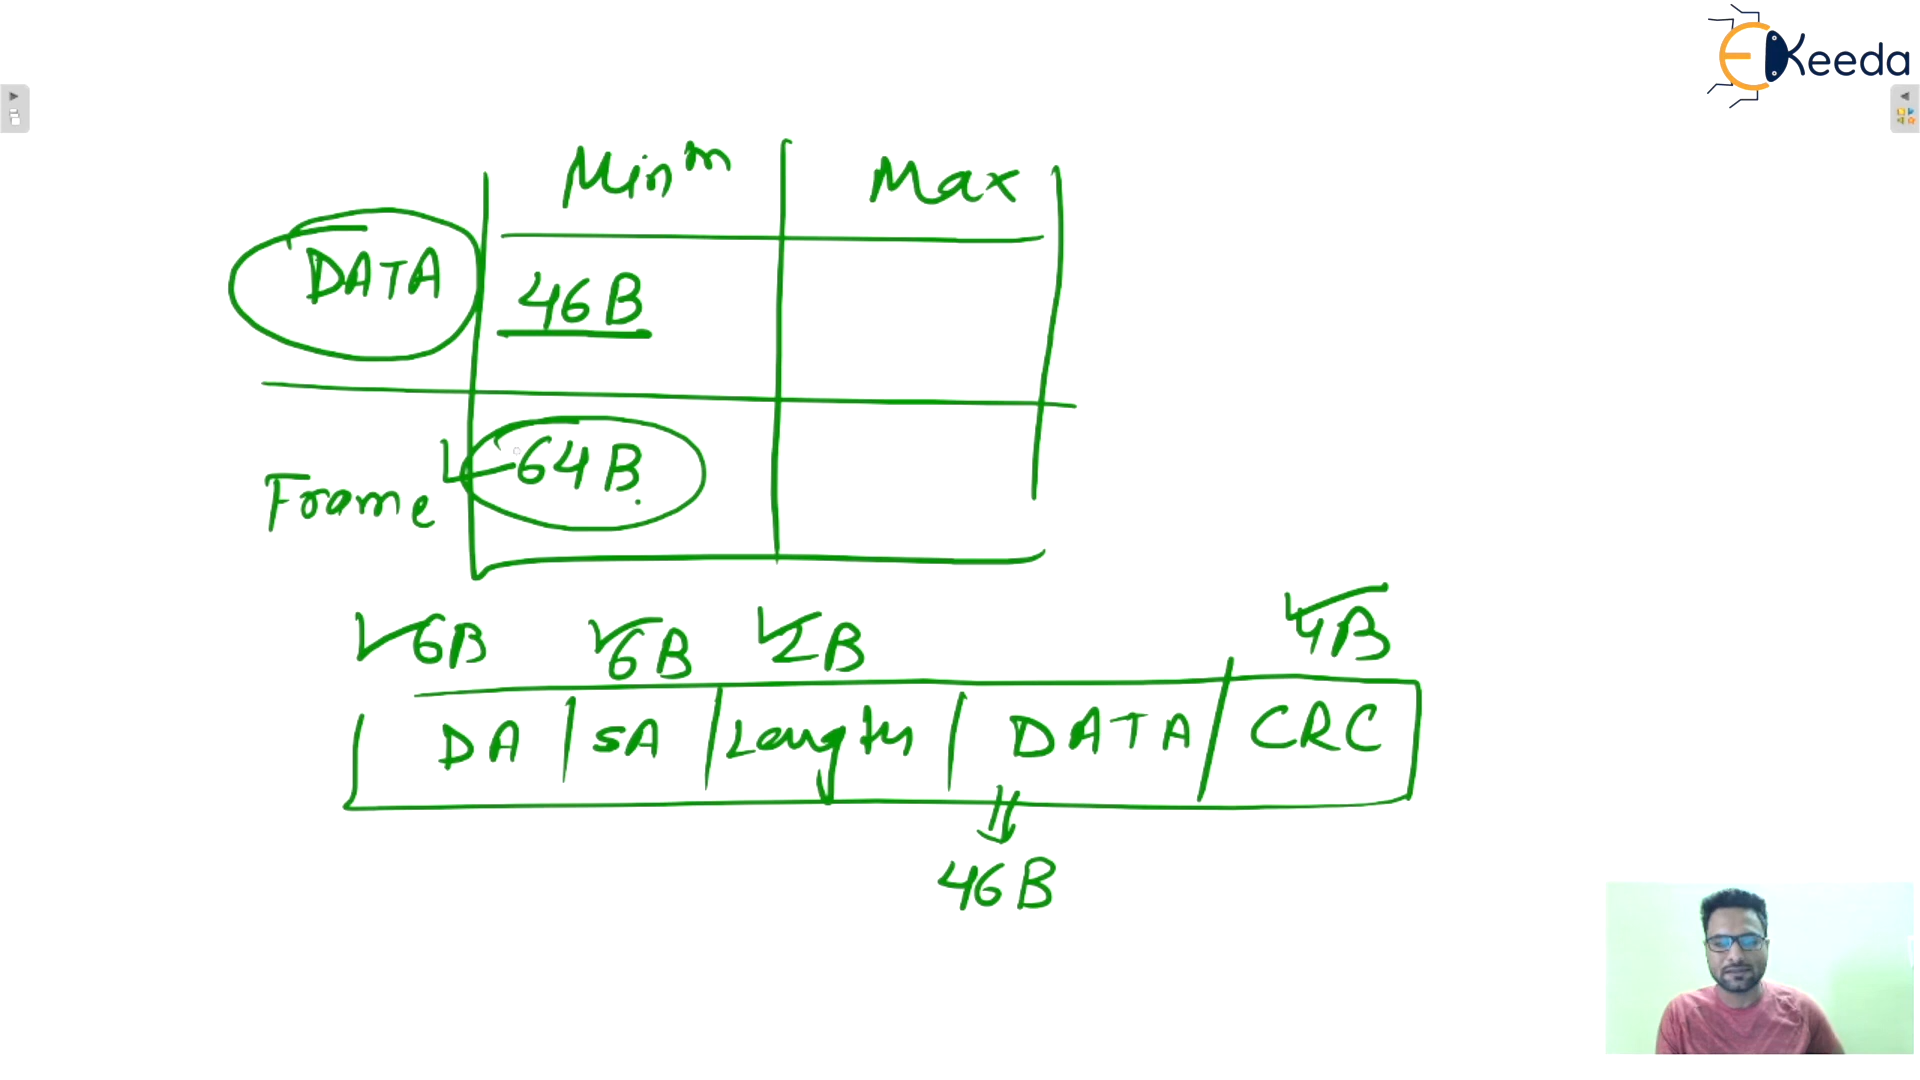 EKeeda
Minm Max
DATA 46B
Frame 64B
6B 6B 2B 4B
DA SA Length DATA CRC
46B